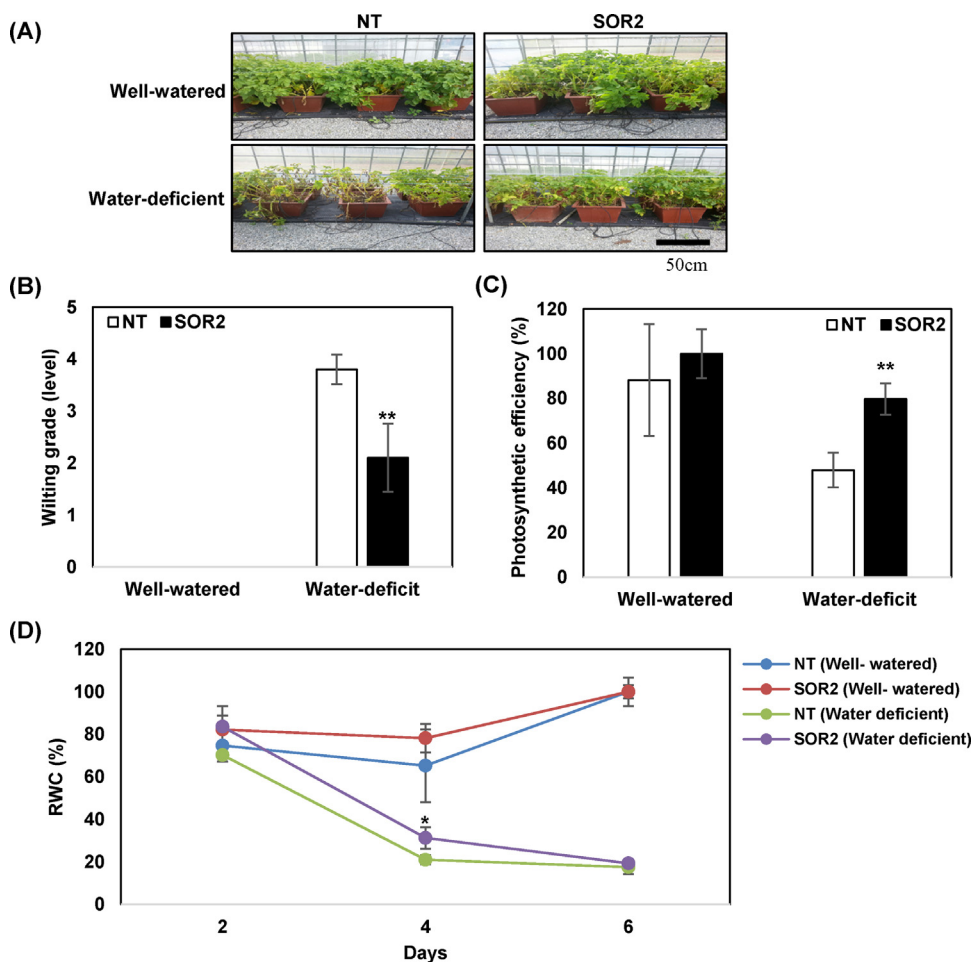 (A)
NT SOR2
Well-watered
Water-deficient
50cm
(B)
Wilting grade (level)
5
4
3
2
1
0
NT SOR2
**
Well-watered Water-deficit
(C)
Photosynthetic efficiency (%)
120
100
80
60
40
20
0
NT SOR2
**
Well-watered Water-deficit
(D)
RWC (%)
120
100
80
60
40
20
0
*
2 4 6
Days
NT (Well- watered)
SOR2 (Well- watered)
NT (Water deficient)
SOR2 (Water deficient)